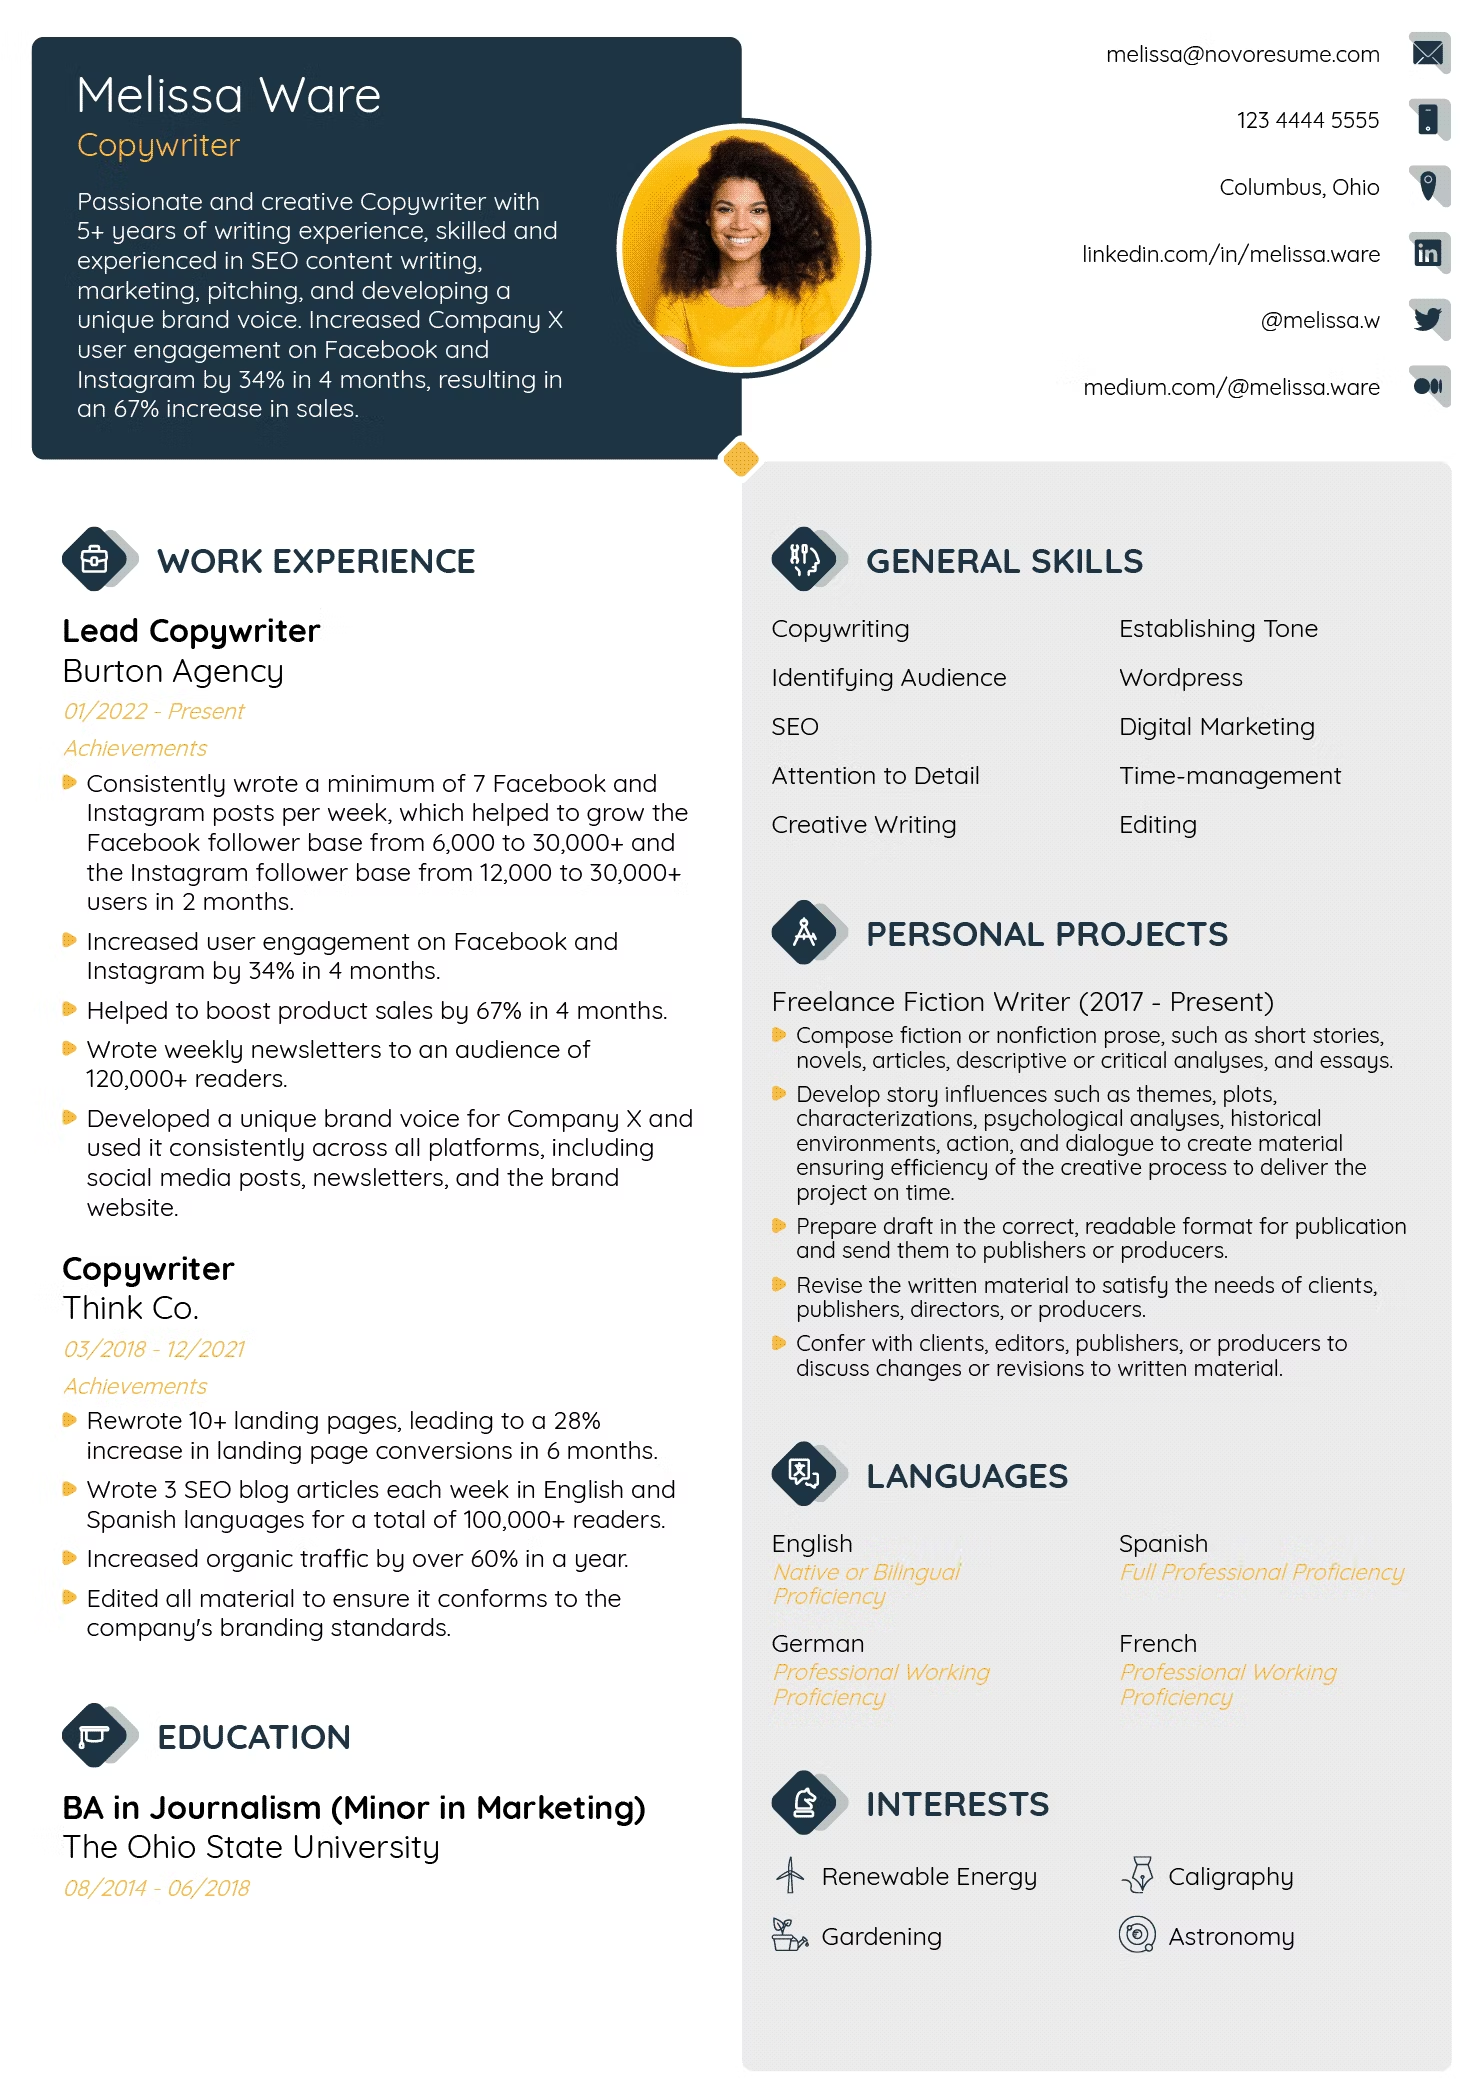 Melissa Ware
Copywriter
Passionate and creative Copywriter with
5+ years of writing experience, skilled and
experienced in SEO content writing,
marketing, pitching, and developing a
unique brand voice. Increased Company X
user engagement on Facebook and
Instagram by 34% in 4 months, resulting in
an 67% increase in sales.
melissa@novoresume.com
123 4444 5555
Columbus, Ohio
linkedin.com/in/melissa.ware
@melissa.w
medium.com/@melissa.ware
WORK EXPERIENCE
Lead Copywriter
Burton Agency
01/2022 - Present
Achievements
Consistently wrote a minimum of 7 Facebook and
Instagram posts per week, which helped to grow the
Facebook follower base from 6,000 to 30,000+ and
the Instagram follower base from 12,000 to 30,000+
users in 2 months.
Increased user engagement on Facebook and
Instagram by 34% in 4 months.
Helped to boost product sales by 67% in 4 months.
Wrote weekly newsletters to an audience of
120,000+ readers.
Developed a unique brand voice for Company X and
used it consistently across all platforms, including
social media posts, newsletters, and the brand
website.
Copywriter
Think Co.
03/2018 - 12/2021
Achievements
Rewrote 10+ landing pages, leading to a 28%
increase in landing page conversions in 6 months.
Wrote 3 SEO blog articles each week in English and
Spanish languages for a total of 100,000+ readers.
Increased organic traffic by over 60% in a year.
Edited all material to ensure it conforms to the
company's branding standards.
EDUCATION
BA in Journalism (Minor in Marketing)
The Ohio State University
08/2014 - 06/2018
GENERAL SKILLS
Copywriting
Establishing Tone
Identifying Audience
Wordpress
SEO
Digital Marketing
Attention to Detail
Time-management
Creative Writing
Editing
PERSONAL PROJECTS
Freelance Fiction Writer (2017 - Present)
Compose fiction or nonfiction prose, such as short stories,
novels, articles, descriptive or critical analyses, and essays.
Develop story influences such as themes, plots,
characterizations, psychological analyses, historical
environments, action, and dialogue to create material
ensuring efficiency of the creative process to deliver the
project on time.
Prepare draft in the correct, readable format for publication
and send them to publishers or producers.
Revise the written material to satisfy the needs of clients,
publishers, directors, or producers.
Confer with clients, editors, publishers, or producers to
discuss changes or revisions to written material.
LANGUAGES
English
Native or Bilingual
Proficiency
Spanish
Full Professional Proficiency
German
Professional Working
Proficiency
French
Professional Working
Proficiency
INTERESTS
Renewable Energy
Caligraphy
Gardening
Astronomy